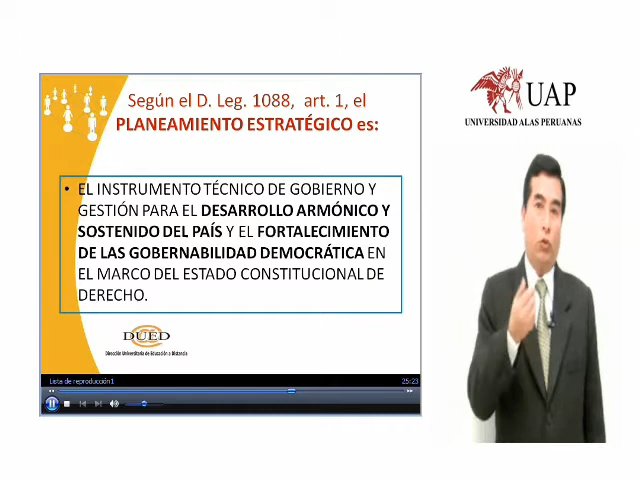 Según el D. Leg. 1088, art. 1, el
PLANEAMIENTO ESTRATÉGICO es:
• EL INSTRUMENTO TÉCNICO DE GOBIERNO Y
GESTIÓN PARA EL DESARROLLO ARMÓNICO Y
SOSTENIDO DEL PAÍS Y EL FORTALECIMIENTO
DE LAS GOBERNABILIDAD DEMOCRÁTICA EN
EL MARCO DEL ESTADO CONSTITUCIONAL DE
DERECHO.
DUED
Dirección Universitaria de Educación a Distancia
Lista de reproducción1
25:23
UAP
UNIVERSIDAD ALAS PERUANAS